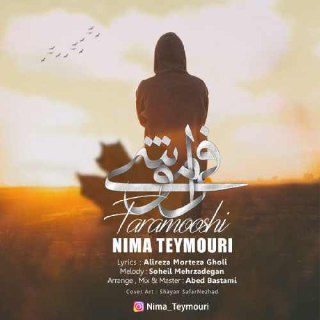 فراموشی
Faramooshi
NIMA TEYMOURI
Lyrics : Alireza Morteza Gholi
Melody : Soheil Mehrzadegan
Arrange , Mix & Master : Abed Bastami
Cover Art : Shayan SafarNezhad
Nima_Teymouri